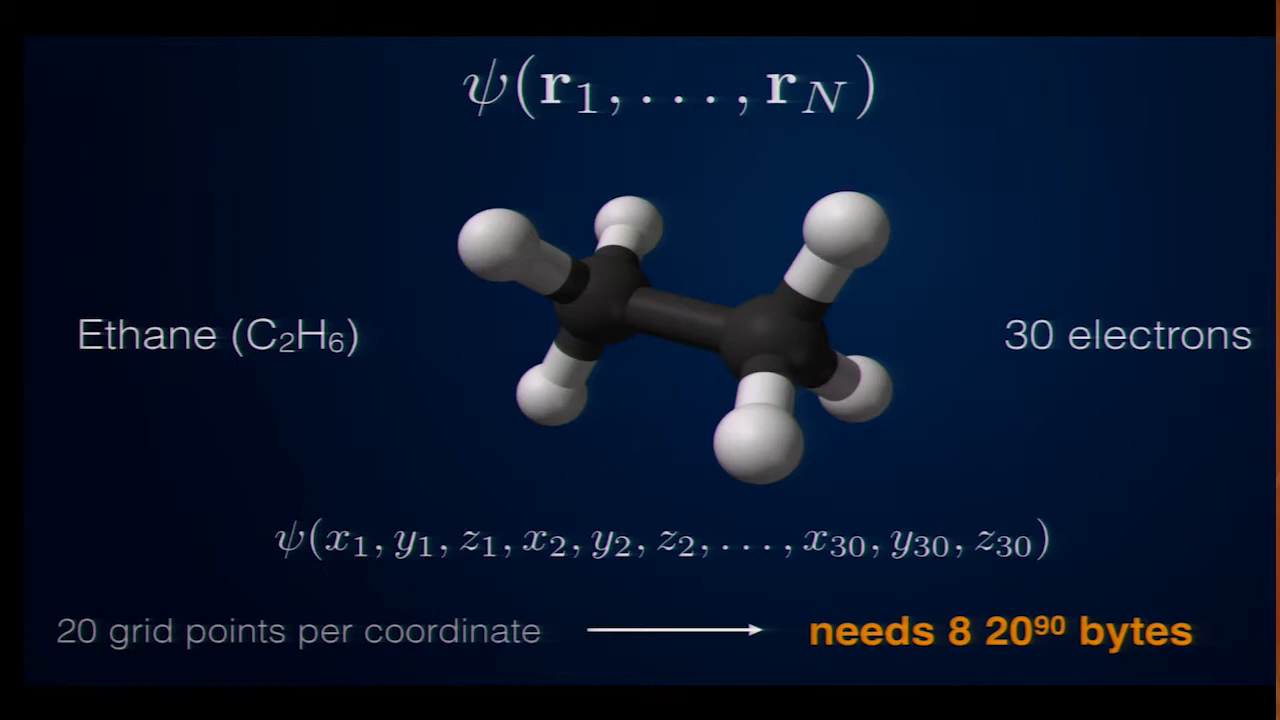 ψ(r₁, . . . , r_N)
Ethane (C₂H₆)
30 electrons
ψ(x₁, y₁, z₁, x₂, y₂, z₂, . . . , x₃₀, y₃₀, z₃₀)
20 grid points per coordinate
needs 8 20⁹⁰ bytes